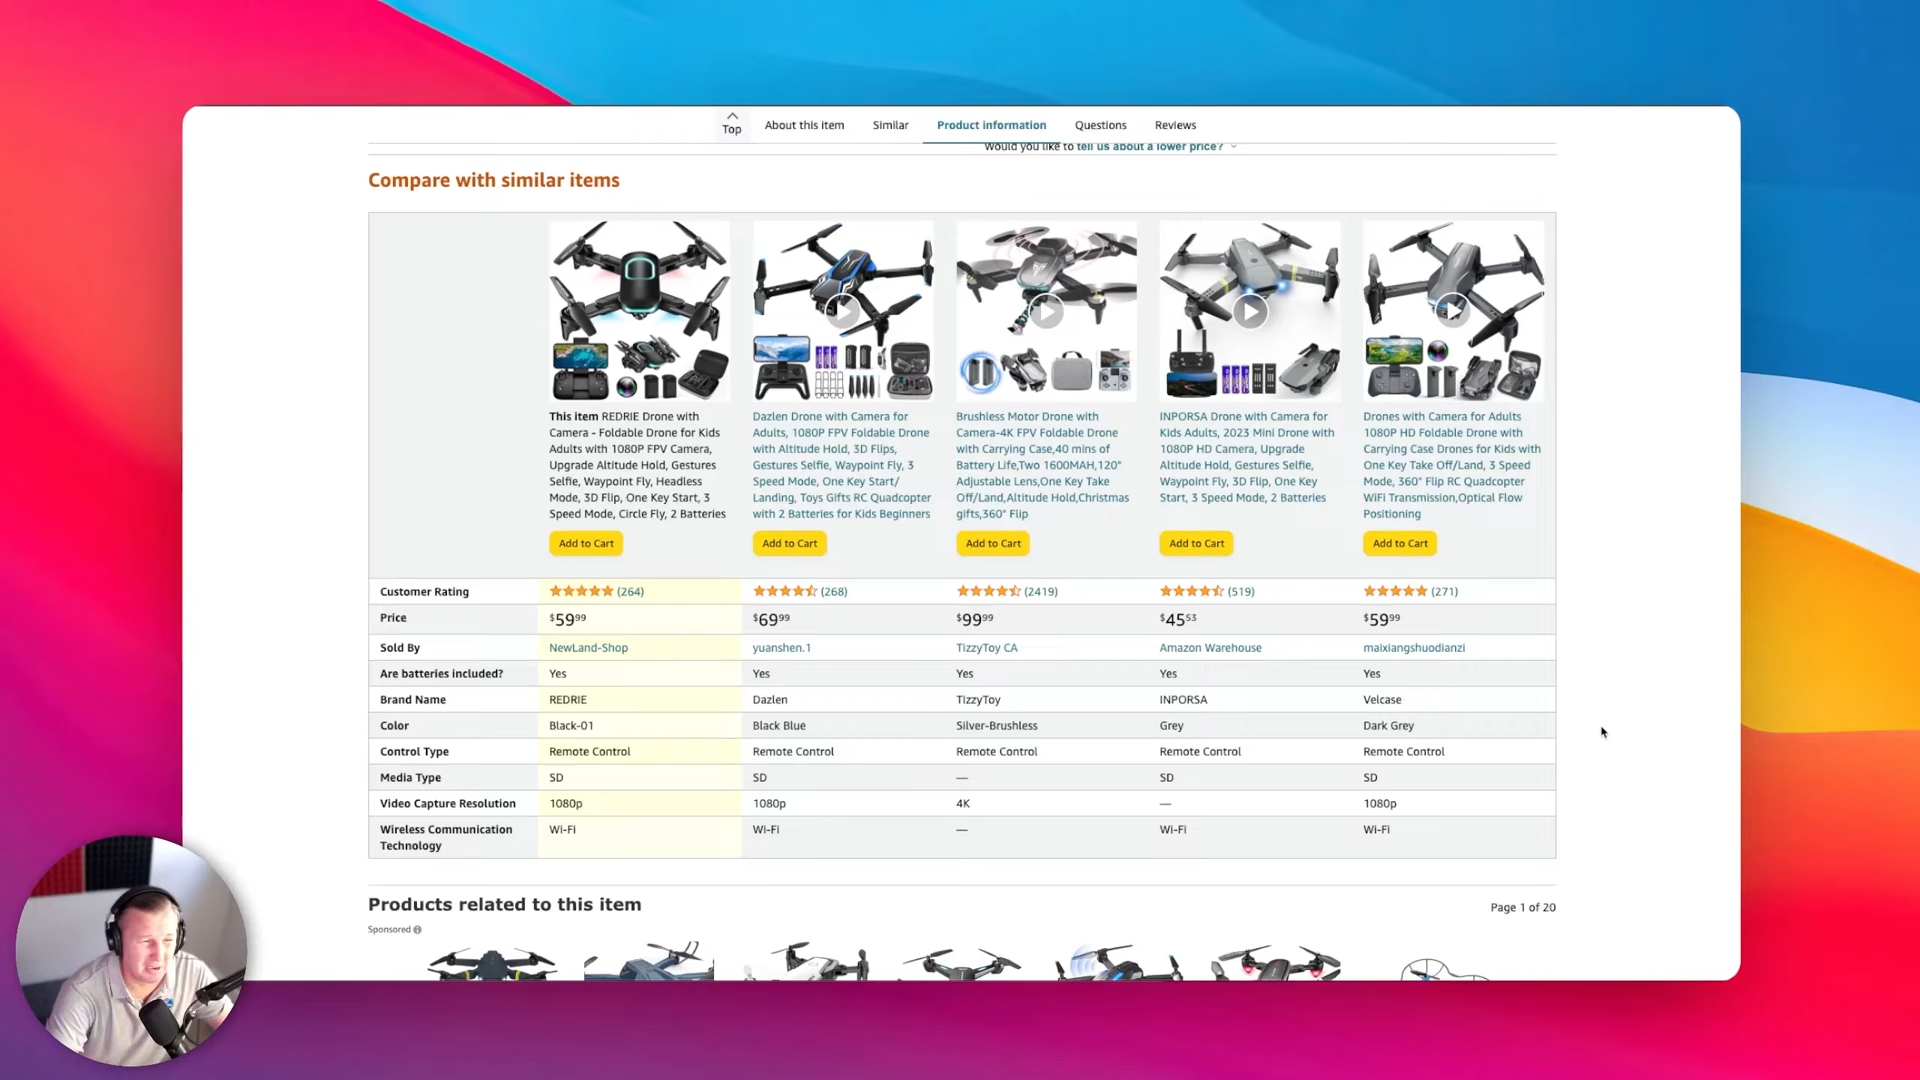 Top
About this item
Similar
Product information
Questions
Reviews
Would you like to tell us about a lower price?
Compare with similar items
This item REDRIE Drone with
Camera - Foldable Drone for Kids
Adults with 1080P FPV Camera,
Upgrade Altitude Hold, Gestures
Selfie, Waypoint Fly, Headless
Mode, 3D Flip, One Key Start, 3
Speed Mode, Circle Fly, 2 Batteries
Add to Cart
Dazlen Drone with Camera for
Adults, 1080P FPV Foldable Drone
with Altitude Hold, 3D Flips,
Gestures Selfie, Waypoint Fly, 3
Speed Mode, One Key Start/
Landing, Toys Gifts RC Quadcopter
with 2 Batteries for Kids Beginners
Add to Cart
Brushless Motor Drone with
Camera-4K FPV Foldable Drone
with Carrying Case,40 mins of
Battery Life,Two 1600MAH,120°
Adjustable Lens,One Key Take
Off/Land,Altitude Hold,Christmas
gifts,360° Flip
Add to Cart
INPORSA Drone with Camera for
Kids Adults, 2023 Mini Drone with
1080P HD Camera, Upgrade
Altitude Hold, Gestures Selfie,
Waypoint Fly, 3D Flip, One Key
Start, 3 Speed Mode, 2 Batteries
Add to Cart
Drones with Camera for Adults
1080P HD Foldable Drone with
Carrying Case Drones for Kids with
One Key Take Off/Land, 3 Speed
Mode, 360° Flip RC Quadcopter
WiFi Transmission,Optical Flow
Positioning
Add to Cart
Customer Rating (264) (268) (2419) (519) (271)
Price $59⁹⁹ $69⁹⁹ $99⁹⁹ $45⁵³ $59⁹⁹
Sold By NewLand-Shop yuanshen.1 TizzyToy CA Amazon Warehouse maixiangshuodianzi
Are batteries included? Yes Yes Yes Yes Yes
Brand Name REDRIE Dazlen TizzyToy INPORSA Velcase
Color Black-01 Black Blue Silver-Brushless Grey Dark Grey
Control Type Remote Control Remote Control Remote Control Remote Control Remote Control
Media Type SD SD — SD SD
Video Capture Resolution 1080p 1080p 4K — 1080p
Wireless Communication Technology Wi-Fi Wi-Fi — Wi-Fi Wi-Fi
Products related to this item
Page 1 of 20
Sponsored